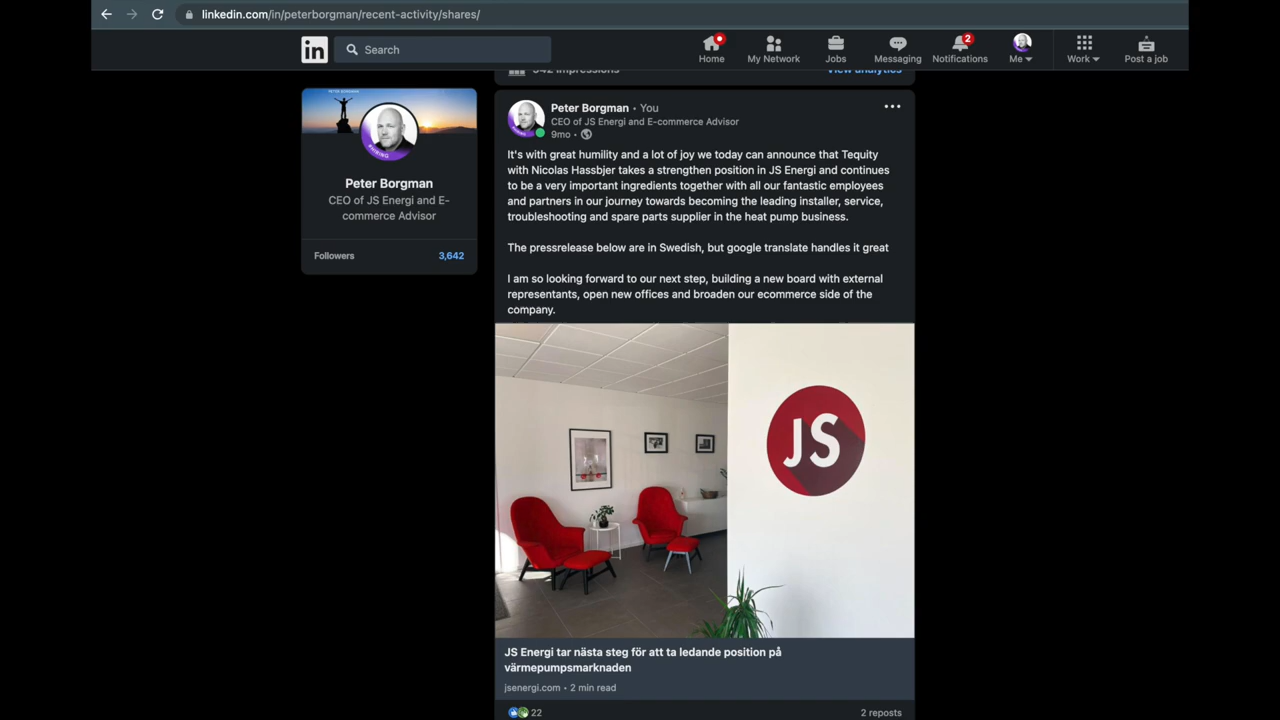 linkedin.com/in/peterborgman/recent-activity/shares/
in
Search
Home
My Network
Jobs
Messaging
2
Notifications
Me
Work
Post a job
342 impressions
View analytics
PETER BORGMAN
#HIRING
Peter Borgman
CEO of JS Energi and E-
commerce Advisor
Followers
3,642
Peter Borgman • You
CEO of JS Energi and E-commerce Advisor
9mo •
It's with great humility and a lot of joy we today can announce that Tequity
with Nicolas Hassbjer takes a strengthen position in JS Energi and continues
to be a very important ingredients together with all our fantastic employees
and partners in our journey towards becoming the leading installer, service,
troubleshooting and spare parts supplier in the heat pump business.
The pressrelease below are in Swedish, but google translate handles it great
I am so looking forward to our next step, building a new board with external
representants, open new offices and broaden our ecommerce side of the
company.
JS
JS Energi tar nästa steg för att ta ledande position på
värmepumpsmarknaden
jsenergi.com • 2 min read
22
2 reposts